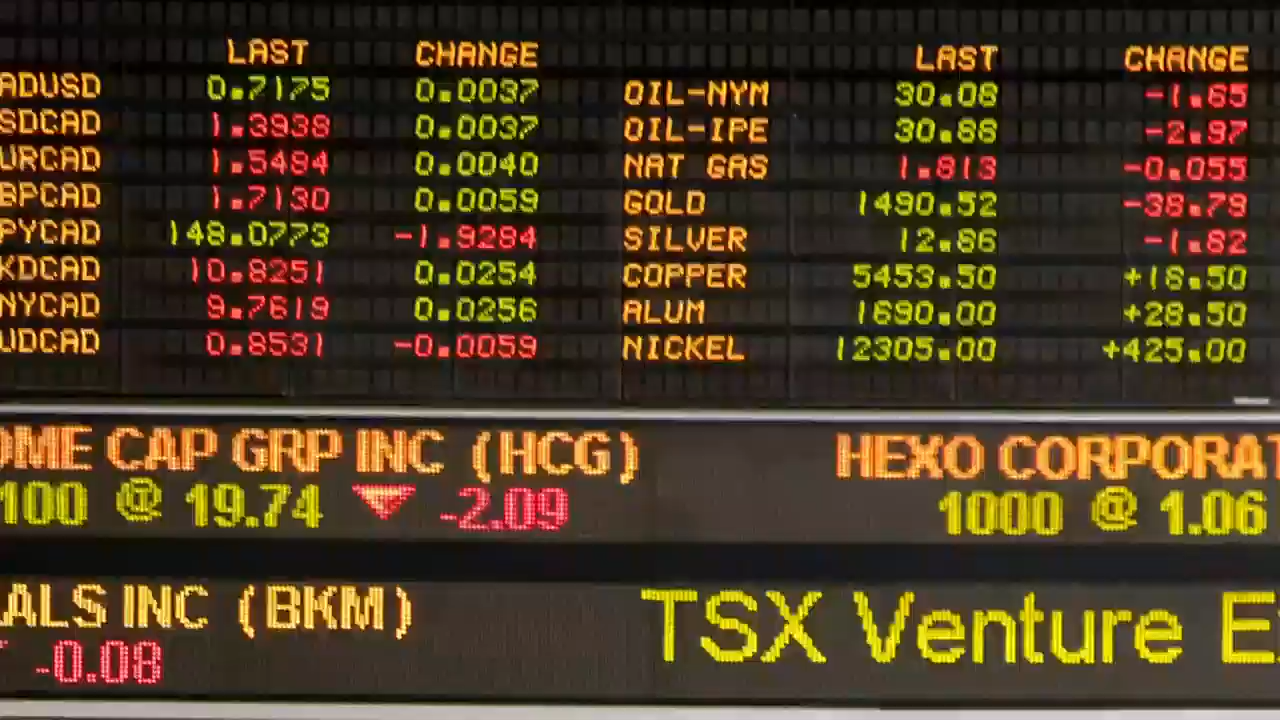 LAST CHANGE LAST CHANGE
ADUSD 0.7175 0.0037 OIL-NYM 30.08 -1.65
SDCAD 1.3938 0.0037 OIL-IPE 30.88 -2.97
URCAD 1.5494 0.0040 NAT GAS 1.813 -0.055
BPCAD 1.7130 0.0059 GOLD 1490.52 -38.79
PYCAD 148.0773 -1.9284 SILVER 12.86 -1.82
KDCAD 10.8251 0.0254 COPPER 5453.50 +18.50
NYCAD 9.7619 0.0256 ALUM 1690.00 +28.50
UDCAD 0.8531 -0.0059 NICKEL 12305.00 +425.00
OME CAP GRP INC (HCG) HEXO CORPORAT
100 @ 19.74 ▼ -2.09 1000 @ 1.06
ALS INC (BKM) TSX Venture E
-0.08